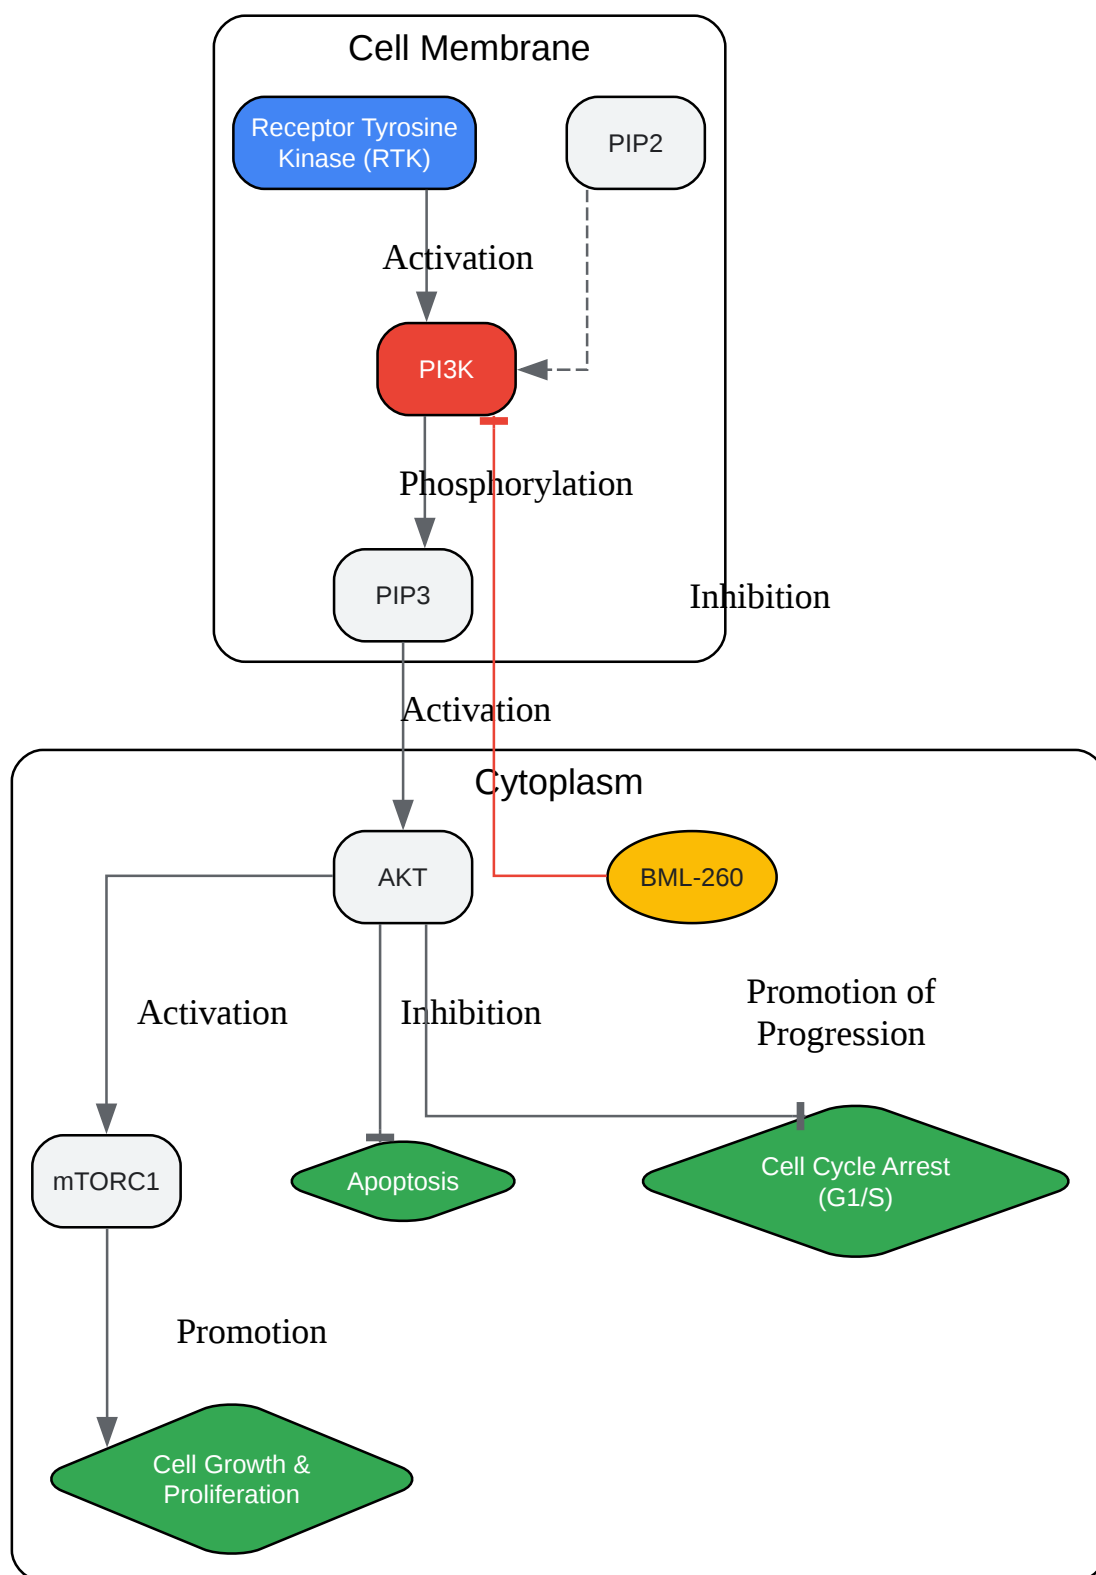 Cell Membrane
Receptor Tyrosine
Kinase (RTK)
PIP2
Activation
PI3K
Phosphorylation
PIP3
Inhibition
Activation
Cytoplasm
AKT
BML-260
Activation
Inhibition
Promotion of
Progression
mTORC1
Apoptosis
Cell Cycle Arrest
(G1/S)
Promotion
Cell Growth &
Proliferation